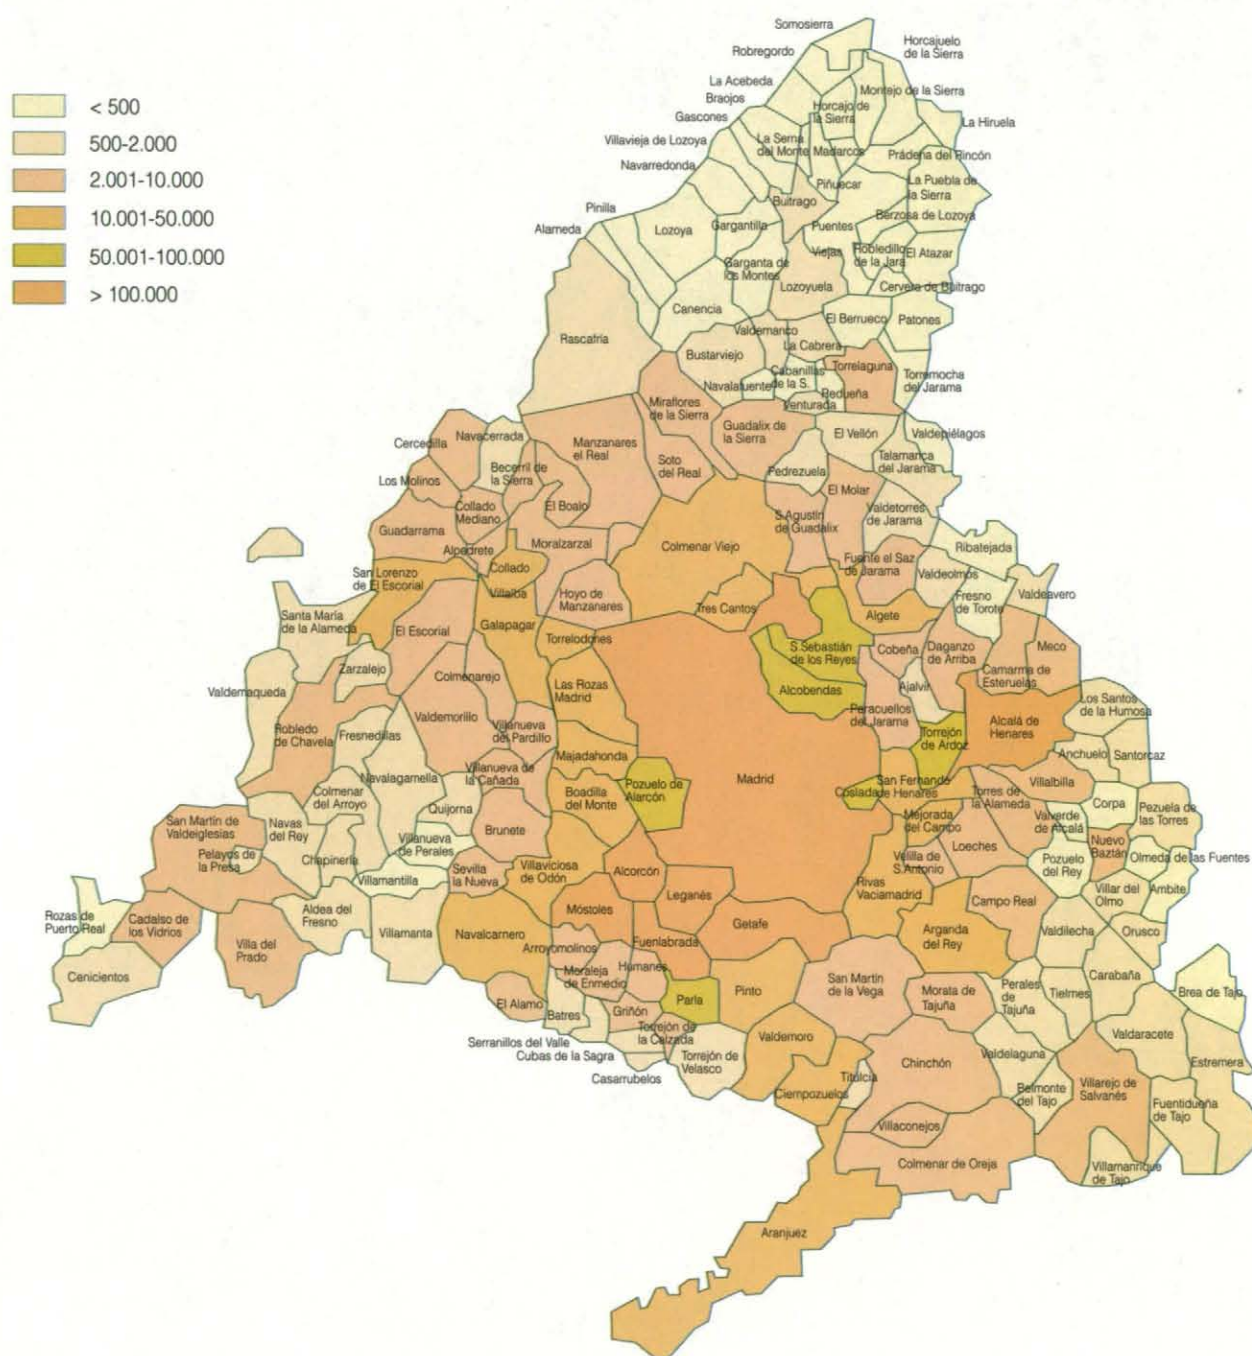 < 500
500-2.000
2.001-10.000
10.001-50.000
50.001-100.000
> 100.000
Somosierra
Robregordo
Horcajuelo
de la Sierra
La Acebeda
Montejo de la Sierra
Braojos
Horcajo de
la Sierra
Gascones
La Hiruela
Villavieja de Lozoya
La Serna
del Monte
Madarcos
Prádena del Rincón
Navarredonda
Piñuecar
La Puebla de
la Sierra
Buitrago
Pinilla
Berzosa de Lozoya
Alameda
Lozoya
Gargantilla
Puentes
Viejas
Robledillo
de la Jara
El Atazar
Garganta de
los Montes
Lozoyuela
Cervera de Buitrago
Canencia
El Berrueco
Patones
Rascafría
Valdemanco
La Cabrera
Bustarviejo
Torrelaguna
Cabanillas
de la S.
Torremocha
del Jarama
Navalafuente
Redueña
Venturada
Miraflores
de la Sierra
Guadalix de
la Sierra
El Vellón
Valdepiélagos
Navacerrada
Cercedilla
Manzanares
el Real
Talamanca
del Jarama
Becerril de
la Sierra
Soto
del Real
Pedrezuela
Los Molinos
El Molar
Collado
Mediano
El Boalo
Valdetorres
de Jarama
S.Agustín
de Guadalix
Guadarrama
Moralzarzal
Colmenar Viejo
Ribatejada
Alpedrete
Fuente el Saz
de Jarama
Collado
Villalba
San Lorenzo
de El Escorial
Valdeolmos
Hoyo de
Manzanares
Fresno
de Torote
Valdeavero
Tres Cantos
Santa María
de la Alameda
Algete
Galapagar
El Escorial
Torrelodones
S.Sebastián
de los Reyes
Cobeña
Daganzo
de Arriba
Meco
Zarzalejo
Camarma de
Esteruelas
Colmenarejo
Las Rozas
Madrid
Alcobendas
Ajalvir
Valdemaqueda
Los Santos
de la Humosa
Paracuellos
del Jarama
Valdemorillo
Alcalá de
Henares
Robledo
de Chavela
Fresnedillas
Villanueva
del Pardillo
Torrejón
de Ardoz
Majadahonda
Anchuelo
Santorcaz
Villanueva de
la Cañada
Navalagamella
Madrid
Pozuelo de
Alarcón
San Fernando
de Henares
Villalbilla
Coslada
Colmenar
del Arroyo
Boadilla
del Monte
Torres de
la Alameda
Quijorna
Corpa
Pezuela de
las Torres
San Martín de
Valdeiglesias
Navas
del Rey
Mejorada
del Campo
Valverde
de Alcalá
Brunete
Villanueva
de Perales
Loeches
Nuevo
Baztán
Pelayos de
la Presa
Chapinería
Velilla de
S.Antonio
Olmeda de las Fuentes
Pozuelo
del Rey
Sevilla
la Nueva
Villaviciosa
de Odón
Alcorcón
Villamantilla
Rivas
Vaciamadrid
Villar del
Olmo
Ambite
Leganés
Campo Real
Rozas de
Puerto Real
Cadalso de
los Vidrios
Aldea del
Fresno
Móstoles
Getafe
Arganda
del Rey
Villamanta
Navalcarnero
Valdilecha
Orusco
Villa del
Prado
Fuenlabrada
Arroyomolinos
Cenicientos
Humanes
Moraleja
de Enmedio
Carabaña
San Martín
de la Vega
Perales
de
Tajuña
Morata de
Tajuña
Tielmes
Brea de Tajo
El Alamo
Parla
Pinto
Batres
Griñón
Torrejón de
la Calzada
Valdaracete
Valdemoro
Serranillos del Valle
Cubas de la Sagra
Torrejón de
Velasco
Valdelaguna
Estremera
Chinchón
Casarrubelos
Titulcia
Ciempozuelos
Belmonte
del Tajo
Villarejo de
Salvanés
Fuentidueña
de Tajo
Villaconejos
Colmenar de Oreja
Villamanrique
de Tajo
Aranjuez